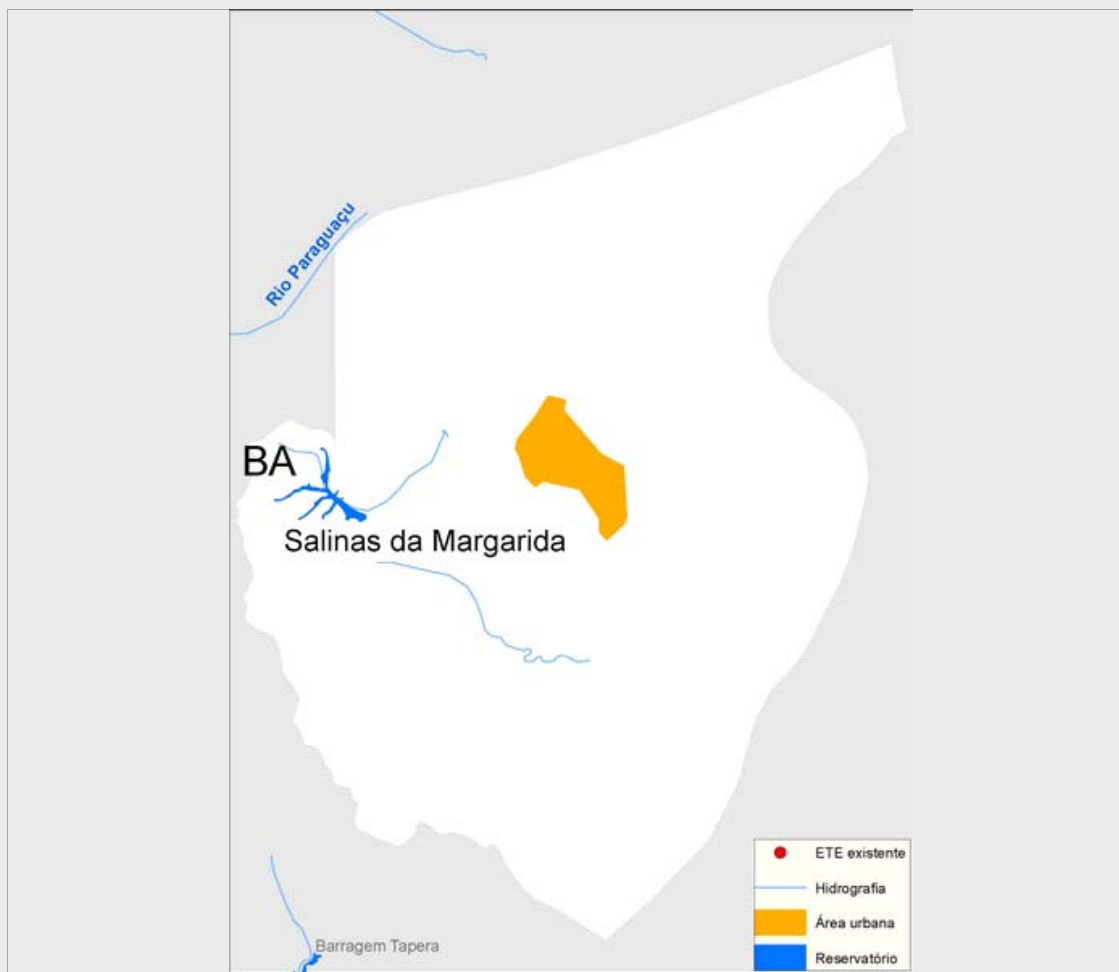 Rio Paraguaçu
BA
Salinas da Margarida
Barragem Tapera
ETE existente
Hidrografia
Área urbana
Reservatório